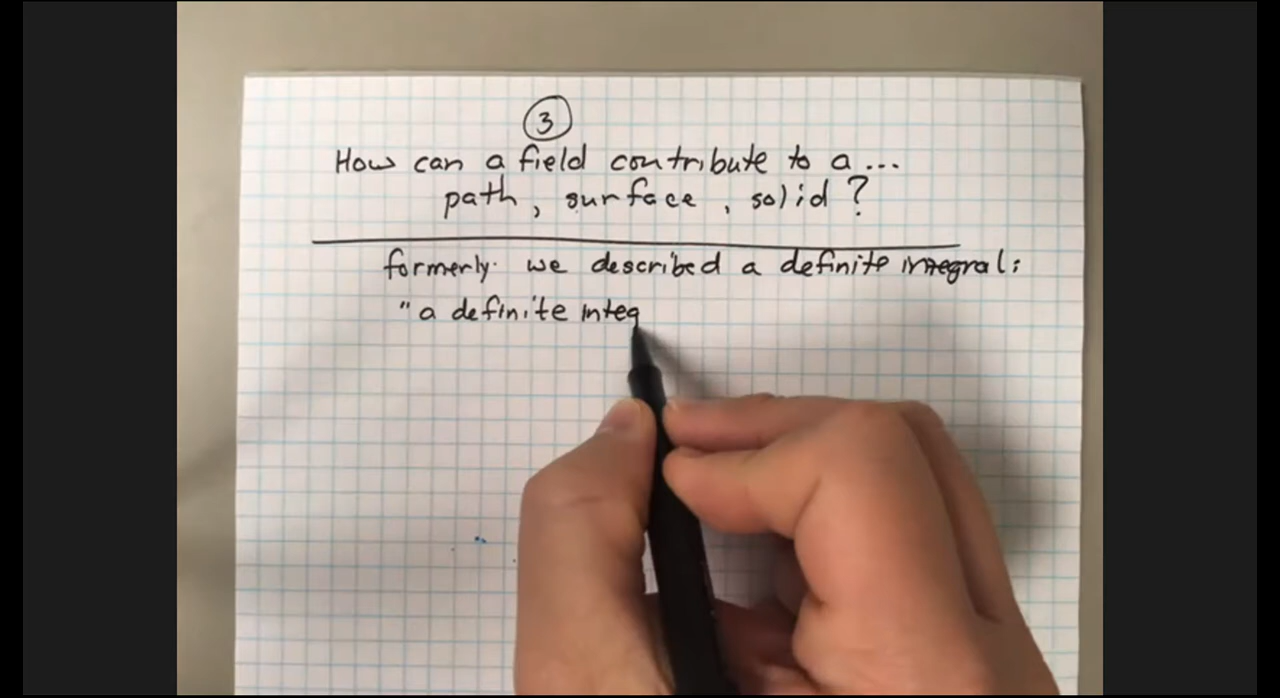 3
How can a field contribute to a ...
path, surface, solid?
formerly. we described a definite integral:
"a definite integ